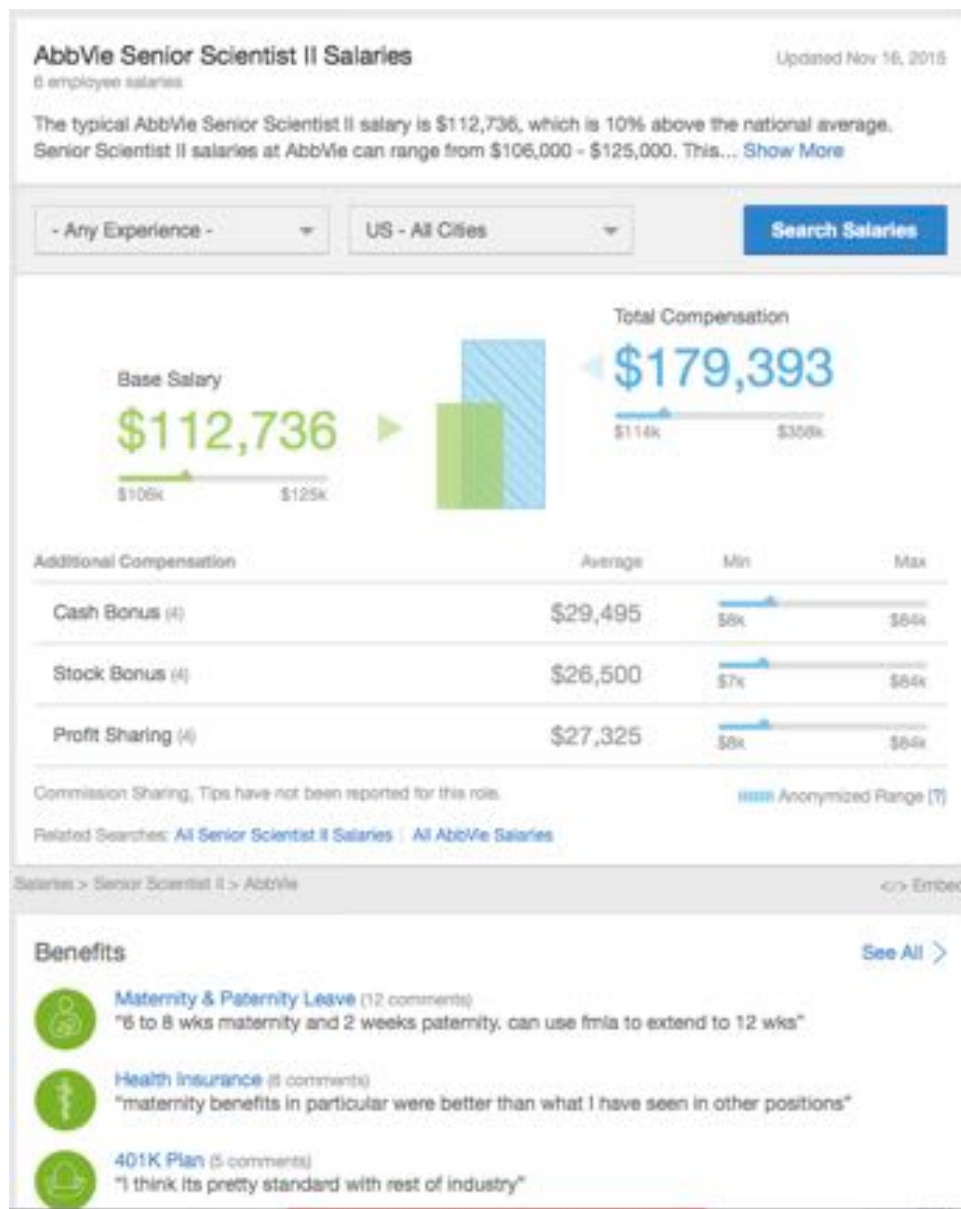 AbbVie Senior Scientist II Salaries
Updated Nov 16, 2015
6 employee salaries
The typical AbbVie Senior Scientist II salary is $112,736, which is 10% above the national average.
Senior Scientist II salaries at AbbVie can range from $106,000 - $125,000. This... Show More
- Any Experience -
US - All Cities
Search Salaries
Total Compensation
$179,393
$114k $358k
Base Salary
$112,736
$106k $125k
Additional Compensation Average Min Max
Cash Bonus (4) $29,495 $8k $84k
Stock Bonus (4) $26,500 $7k $84k
Profit Sharing (4) $27,325 $8k $84k
Commission Sharing, Tips have not been reported for this role.
Anonymized Range [?]
Related Searches: All Senior Scientist II Salaries | All AbbVie Salaries
Salaries > Senior Scientist II > AbbVie
</> Embed
Benefits
See All >
Maternity & Paternity Leave (12 comments)
"6 to 8 wks maternity and 2 weeks paternity. can use fmla to extend to 12 wks"
Health Insurance (6 comments)
"maternity benefits in particular were better than what I have seen in other positions"
401K Plan (5 comments)
"I think its pretty standard with rest of industry"